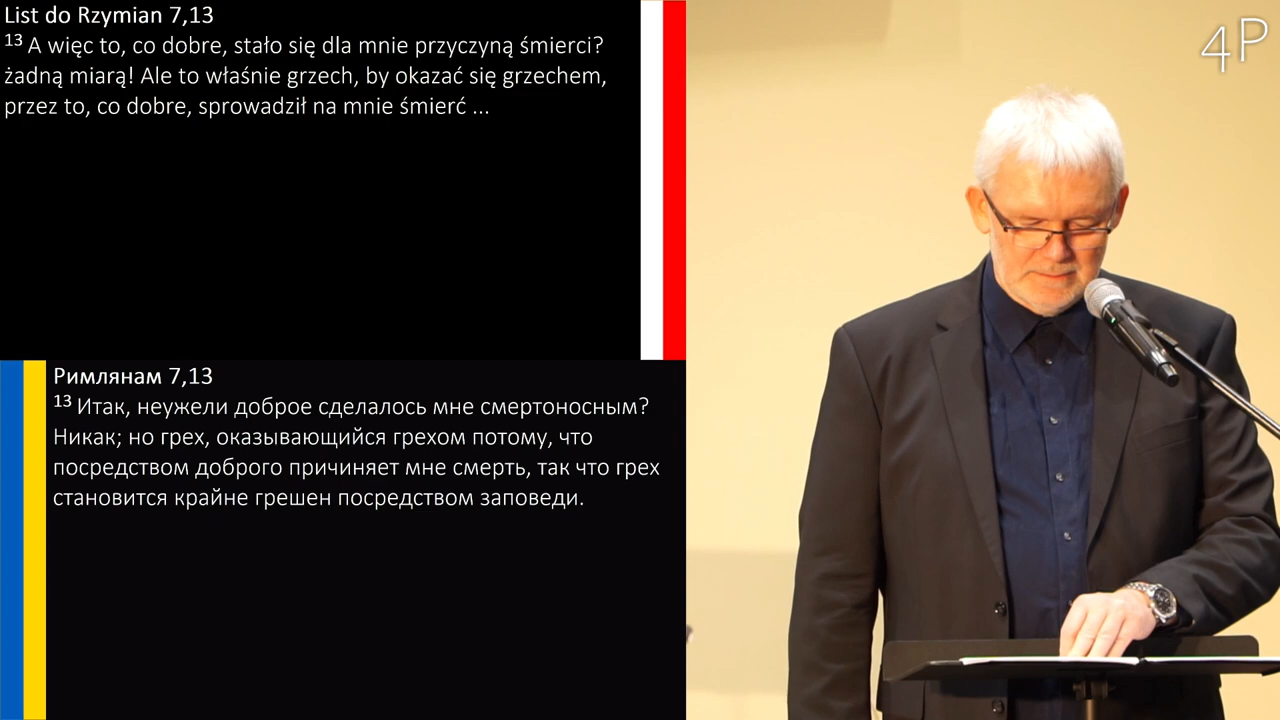 List do Rzymian 7,13
13 A więc to, co dobre, stało się dla mnie przyczyną śmierci?
żadną miarą! Ale to właśnie grzech, by okazać się grzechem,
przez to, co dobre, sprowadził na mnie śmierć ...
4P
Римлянам 7,13
13 Итак, неужели доброе сделалось мне смертоносным?
Никак; но грех, оказывающийся грехом потому, что
посредством доброго причиняет мне смерть, так что грех
становится крайне грешен посредством заповеди.